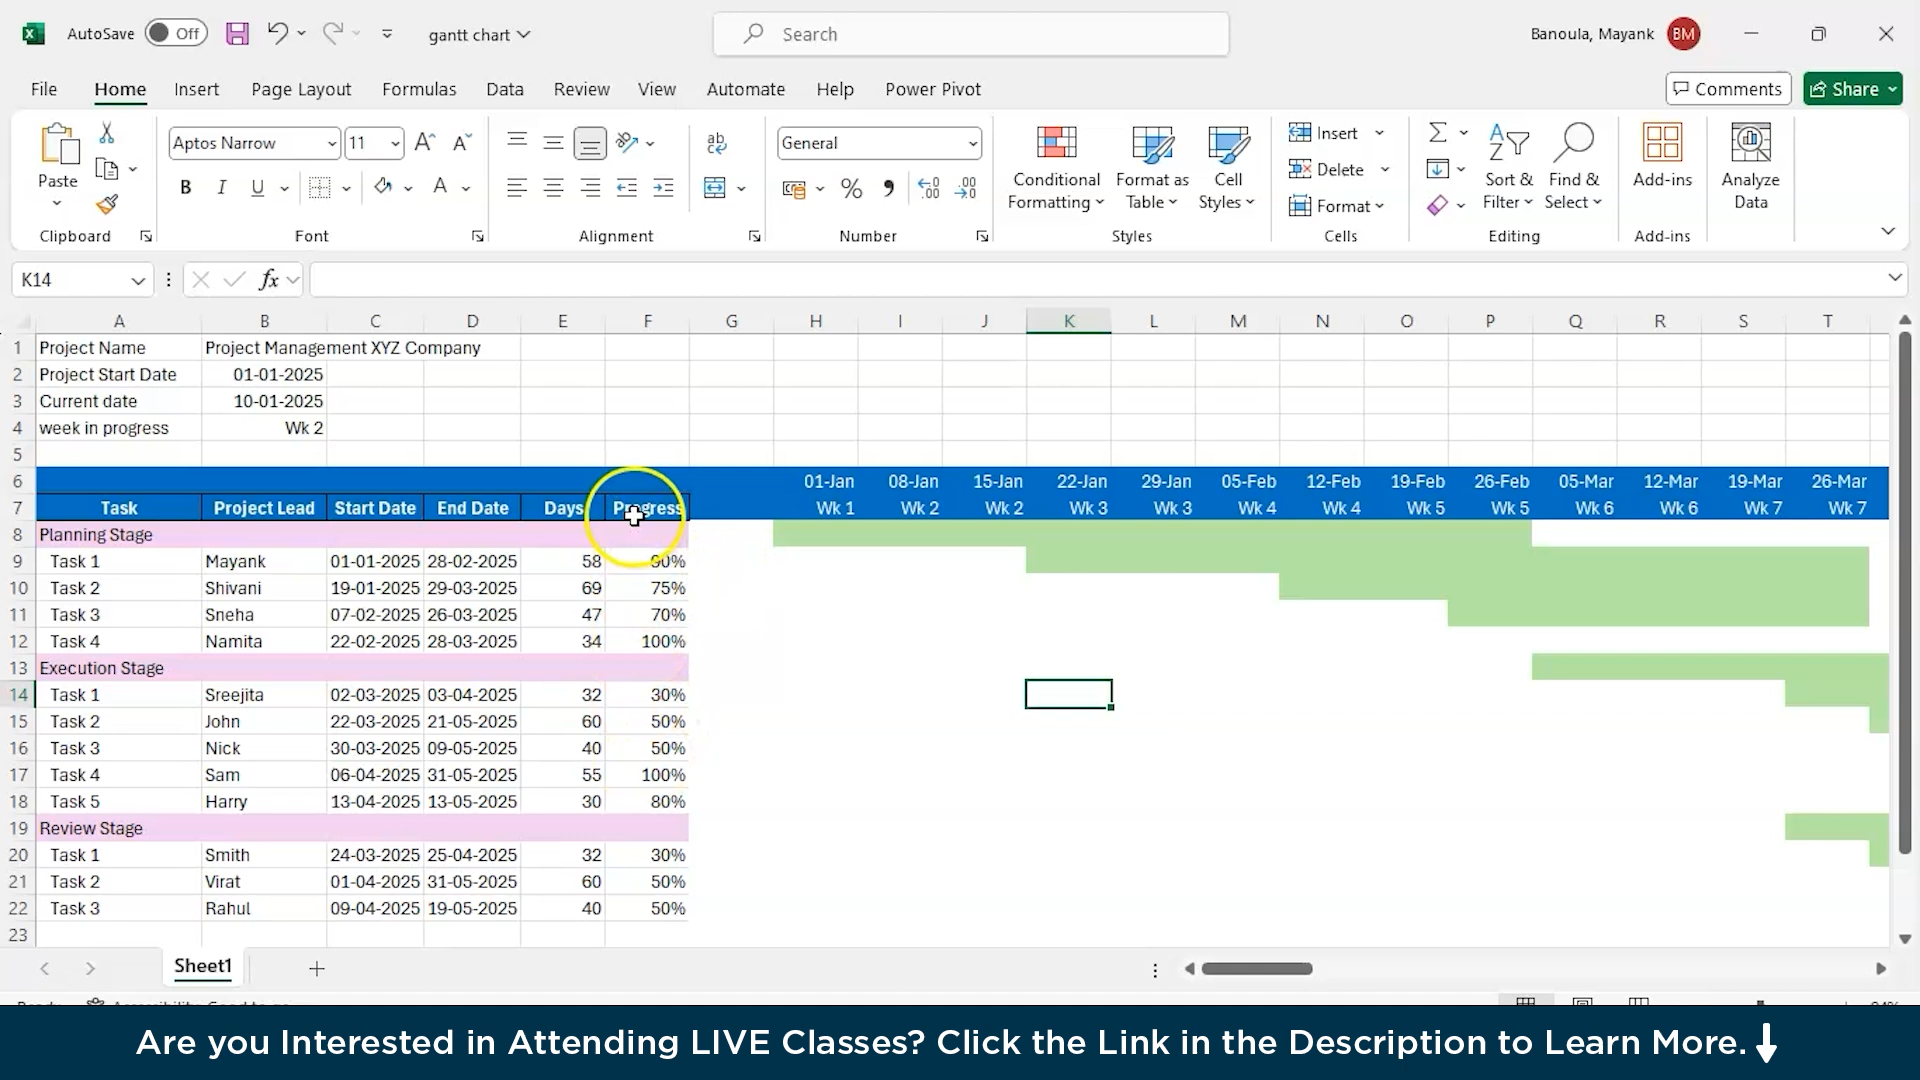 AutoSave Off gantt chart Search Banoula, Mayank BM
File Home Insert Page Layout Formulas Data Review View Automate Help Power Pivot Comments Share
Paste
Aptos Narrow 11
B I U A
ab
General
Conditional Formatting
Format as Table
Cell Styles
Insert
Delete
Format
Sort & Filter
Find & Select
Add-ins
Analyze Data
Clipboard Font Alignment Number Styles Cells Editing Add-ins
K14 fx
A B C D E F G H I J K L M N O P Q R S T
1 Project Name Project Management XYZ Company
2 Project Start Date 01-01-2025
3 Current date 10-01-2025
4 week in progress Wk 2
5
6 01-Jan 08-Jan 15-Jan 22-Jan 29-Jan 05-Feb 12-Feb 19-Feb 26-Feb 05-Mar 12-Mar 19-Mar 26-Mar
7 Task Project Lead Start Date End Date Days Progress Wk 1 Wk 2 Wk 2 Wk 3 Wk 3 Wk 4 Wk 4 Wk 5 Wk 5 Wk 6 Wk 6 Wk 7 Wk 7
8 Planning Stage
9 Task 1 Mayank 01-01-2025 28-02-2025 58 90%
10 Task 2 Shivani 19-01-2025 29-03-2025 69 75%
11 Task 3 Sneha 07-02-2025 26-03-2025 47 70%
12 Task 4 Namita 22-02-2025 28-03-2025 34 100%
13 Execution Stage
14 Task 1 Sreejita 02-03-2025 03-04-2025 32 30%
15 Task 2 John 22-03-2025 21-05-2025 60 50%
16 Task 3 Nick 30-03-2025 09-05-2025 40 50%
17 Task 4 Sam 06-04-2025 31-05-2025 55 100%
18 Task 5 Harry 13-04-2025 13-05-2025 30 80%
19 Review Stage
20 Task 1 Smith 24-03-2025 25-04-2025 32 30%
21 Task 2 Virat 01-04-2025 31-05-2025 60 50%
22 Task 3 Rahul 09-04-2025 19-05-2025 40 50%
23
Sheet1
Are you Interested in Attending LIVE Classes? Click the Link in the Description to Learn More.